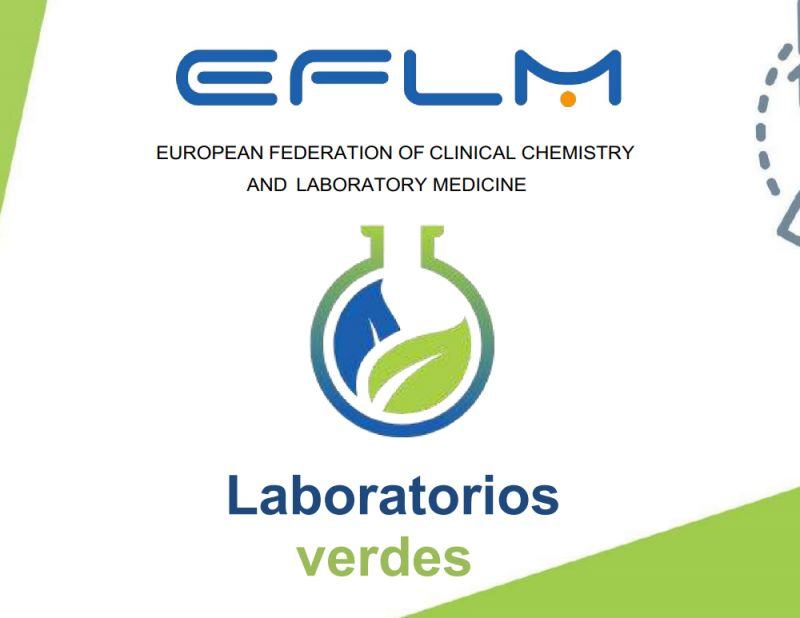 EFLM
EUROPEAN FEDERATION OF CLINICAL CHEMISTRY
AND LABORATORY MEDICINE
Laboratorios
verdes